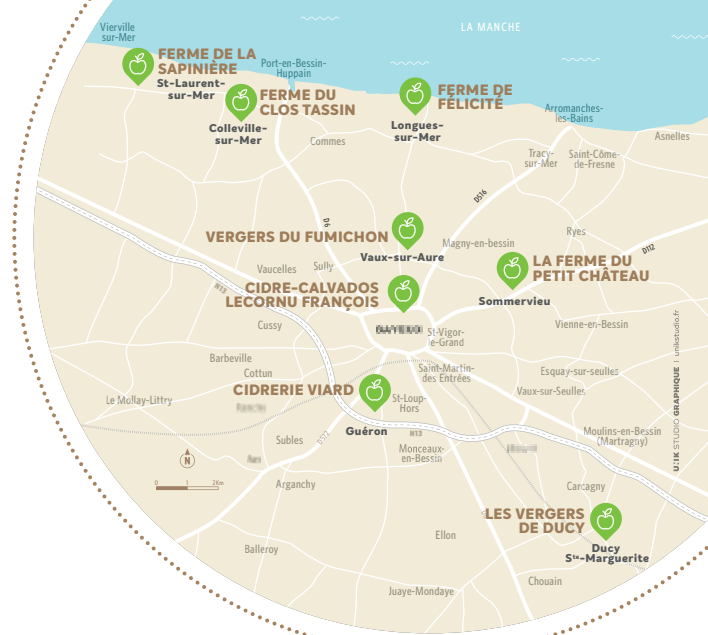 Vierville
sur-Mer
LA MANCHE
FERME DE LA
SAPINIÈRE
St-Laurent-
sur-Mer
Port-en-Bessin-
Huppain
FERME DU
CLOS TASSIN
Colleville-
sur-Mer
FERME DE
FÉLICITÉ
Longues-
sur-Mer
Arromanches-
les-Bains
Asnelles
Commes
Tracy-
sur-Mer
Saint-Côme-
de-Fresne
D516
D6
VERGERS DU FUMICHON
Vaux-sur-Aure
Magny-en-bessin
Ryes
D112
LA FERME DU
PETIT CHÂTEAU
Sommervieu
Vaucelles
Sully
N13
CIDRE-CALVADOS
LECORNU FRANÇOIS
Cussy
St-Vigor-
le-Grand
Vienne-en-Bessin
Barbeville
Cottun
Saint-Martin-
des Entrées
Esquay-sur-seulles
Vaux-sur-Seulles
CIDRERIE VIARD
Guéron
St-Loup-
Hors
Le Mollay-Littry
Subles
D572
N13
Monceaux-
en-Bessin
Moulins-en-Bessin
(Martragny)
N
0 1 2Km
Arganchy
Carcagny
LES VERGERS
DE DUCY
Ducy
Ste-Marguerite
Ellon
Balleroy
Chouain
Juaye-Mondaye
UNIK STUDIO GRAPHIQUE | unikstudio.fr